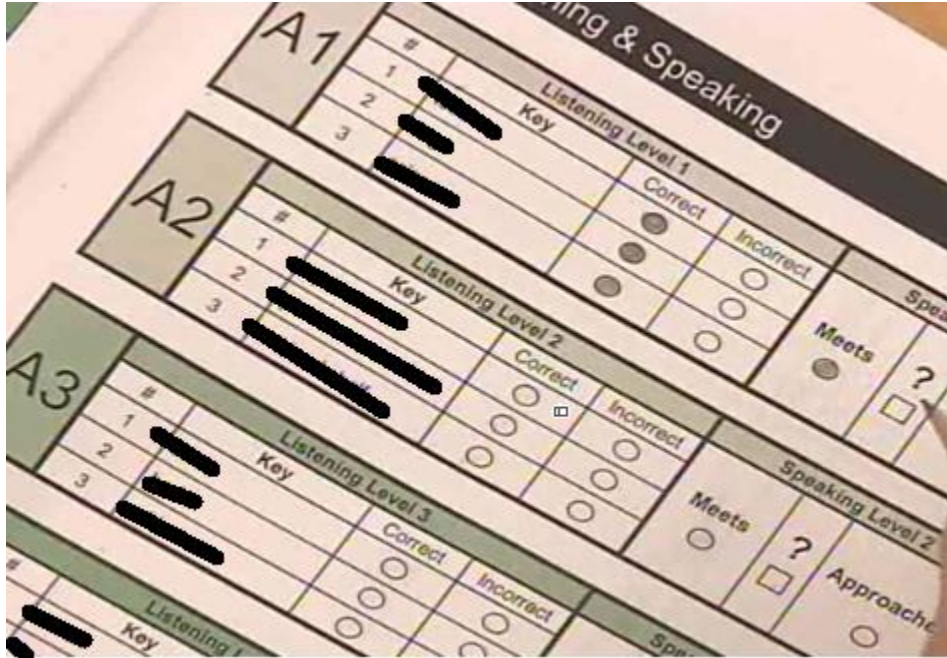 ning & Speaking
A1
Listening Level 1
# Key Correct Incorrect
1
2
3
Meets ?
A2
Listening Level 2
# Key Correct Incorrect
1
2
3
Speaking Level 2
Meets ? Approache
A3
Listening Level 3
# Key Correct Incorrect
1
2
3
Listening
# Key